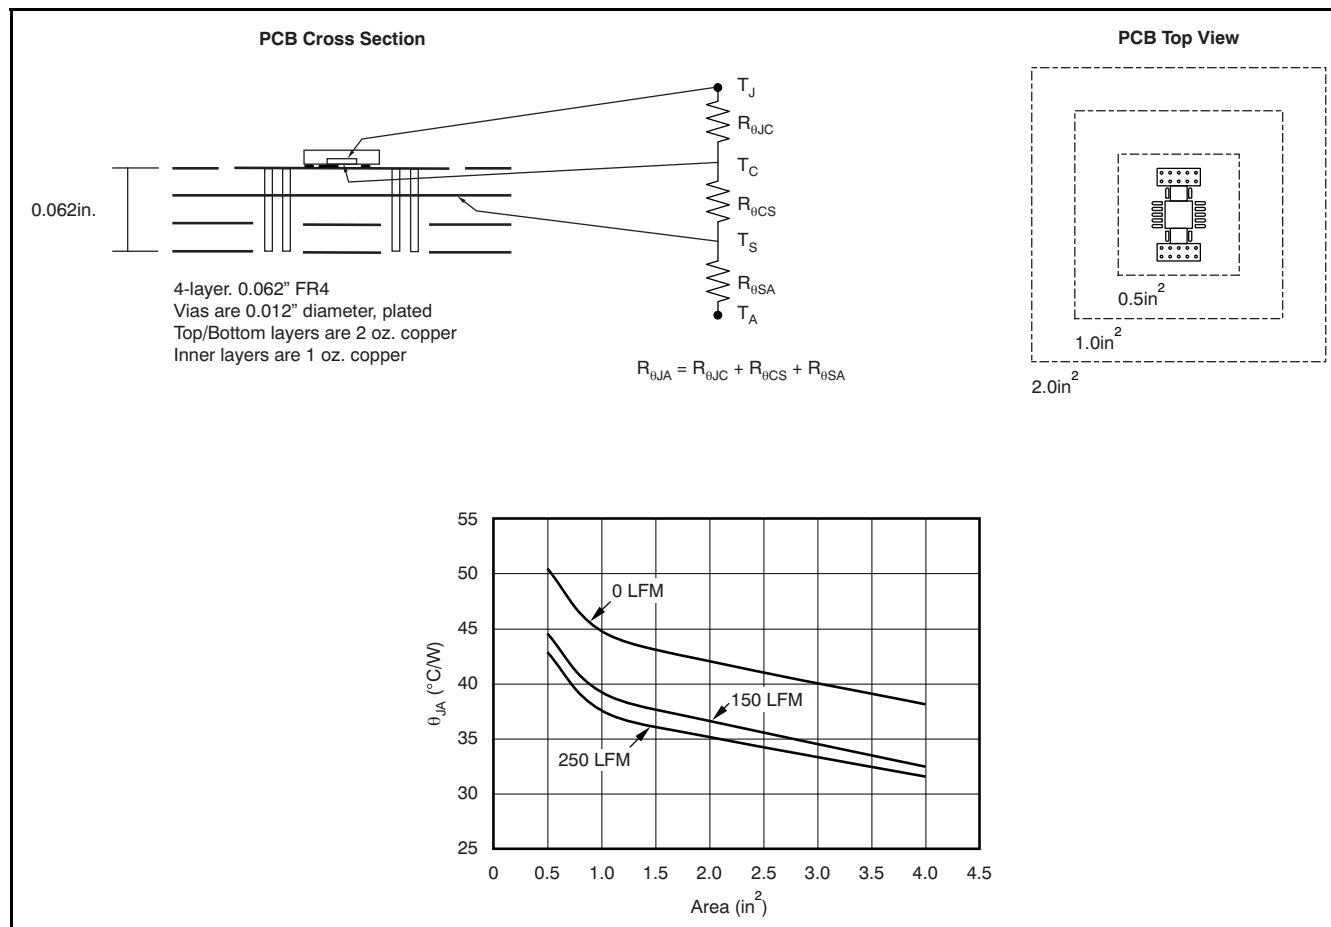 PCB Cross Section
PCB Top View
T_J
R_θJC
T_C
R_θCS
T_S
R_θSA
T_A
0.062in.
4-layer. 0.062” FR4
Vias are 0.012” diameter, plated
Top/Bottom layers are 2 oz. copper
Inner layers are 1 oz. copper
R_θJA = R_θJC + R_θCS + R_θSA
0.5in²
1.0in²
2.0in²
55
50
45
40
35
30
25
θ_JA (°C/W)
0 LFM
150 LFM
250 LFM
0 0.5 1.0 1.5 2.0 2.5 3.0 3.5 4.0 4.5
Area (in²)